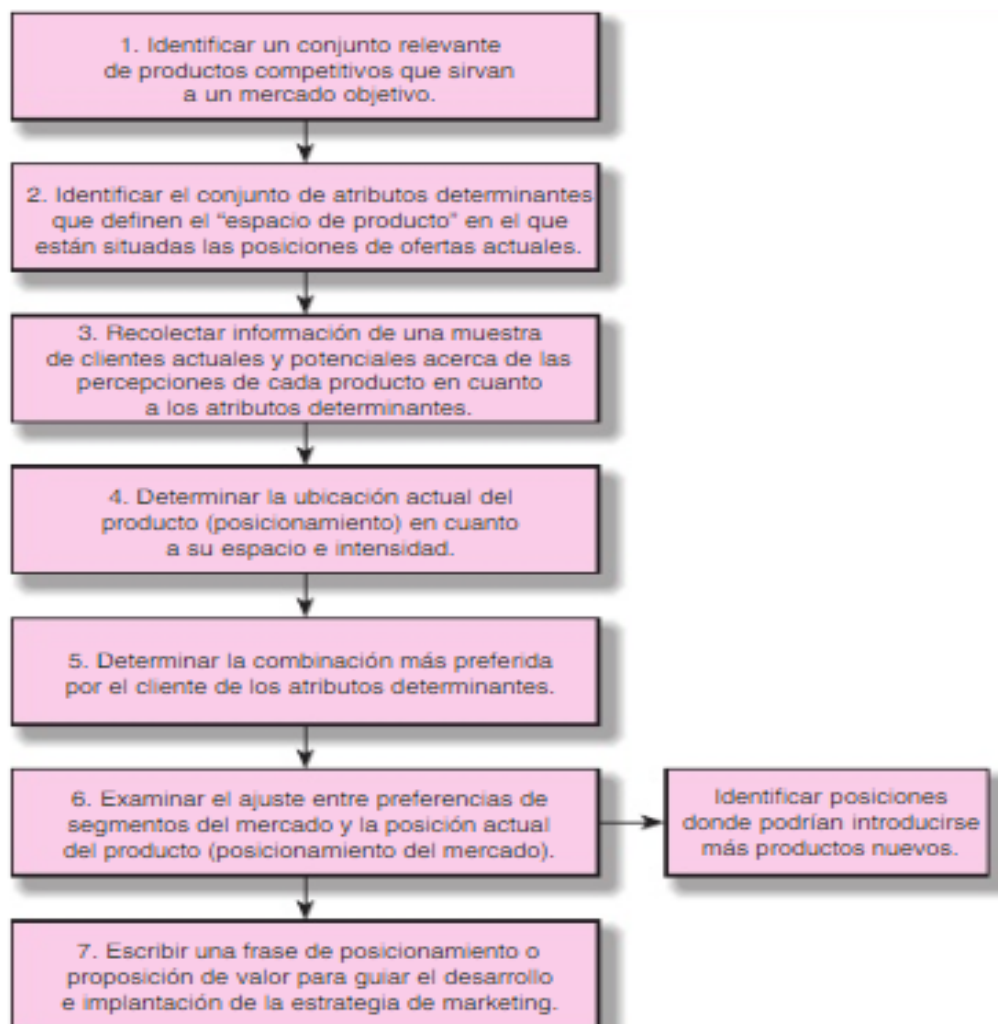 1. Identificar un conjunto relevante
de productos competitivos que sirvan
a un mercado objetivo.
2. Identificar el conjunto de atributos determinantes
que definen el "espacio de producto" en el que
están situadas las posiciones de ofertas actuales.
3. Recolectar información de una muestra
de clientes actuales y potenciales acerca de las
percepciones de cada producto en cuanto
a los atributos determinantes.
4. Determinar la ubicación actual del
producto (posicionamiento) en cuanto
a su espacio e intensidad.
5. Determinar la combinación más preferida
por el cliente de los atributos determinantes.
6. Examinar el ajuste entre preferencias de
segmentos del mercado y la posición actual
del producto (posicionamiento del mercado).
Identificar posiciones
donde podrían introducirse
más productos nuevos.
7. Escribir una frase de posicionamiento o
proposición de valor para guiar el desarrollo
e implantación de la estrategia de marketing.